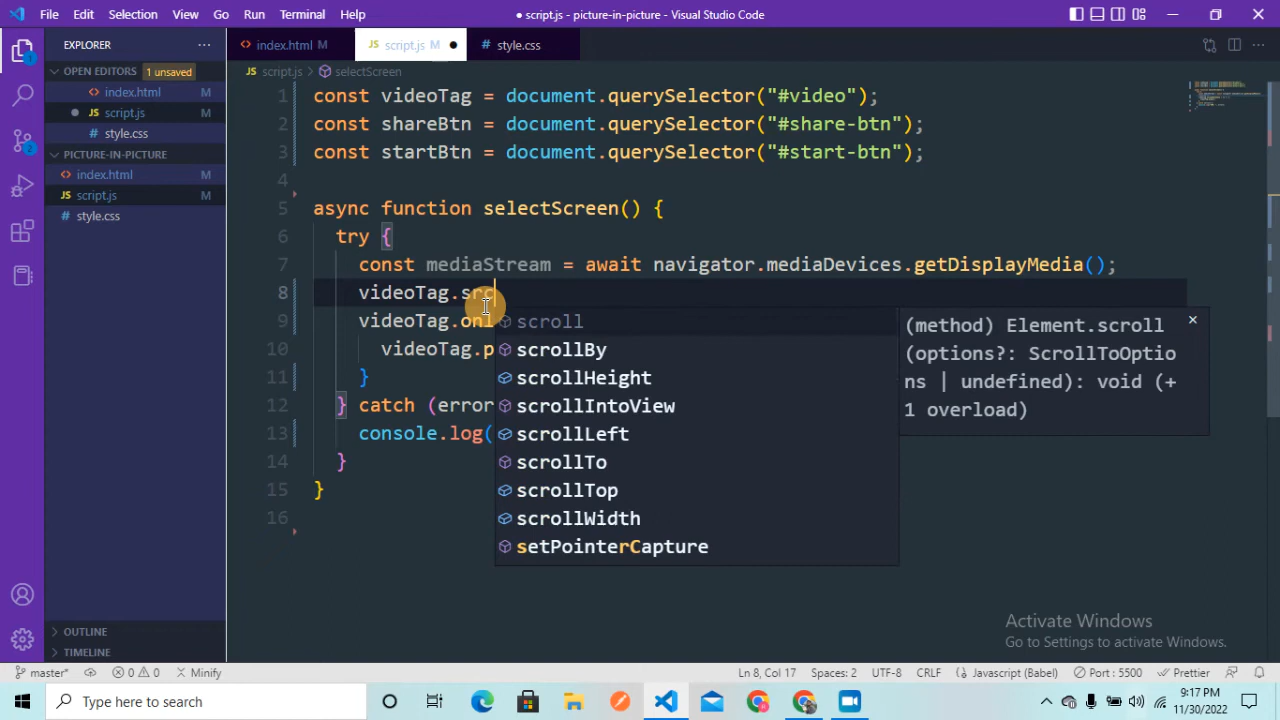 File Edit Selection View Go Run Terminal Help
● script.js - picture-in-picture - Visual Studio Code
EXPLORER
OPEN EDITORS 1 unsaved
index.html M
script.js M
style.css
PICTURE-IN-PICTURE
index.html M
script.js M
style.css
OUTLINE
TIMELINE
1
2
index.html M
JS script.js M ●
style.css
JS script.js > selectScreen
1 const videoTag = document.querySelector("#video");
2 const shareBtn = document.querySelector("#share-btn");
3 const startBtn = document.querySelector("#start-btn");
4
5 async function selectScreen() {
6 try {
7 const mediaStream = await navigator.mediaDevices.getDisplayMedia();
8 videoTag.src
9 videoTag.onl
10 videoTag.p
11 }
12 } catch (error
13 console.log(
14 }
15 }
16
scroll
scrollBy
scrollHeight
scrollIntoView
scrollLeft
scrollTo
scrollTop
scrollWidth
setPointerCapture
(method) Element.scroll
(options?: ScrollToOptio
ns | undefined): void (+
1 overload)
Activate Windows
Go to Settings to activate Windows.
master* 0 0 Minify
Ln 8, Col 17 Spaces: 2 UTF-8 CRLF {} Javascript (Babel) Port : 5500 Prettier
Type here to search
9:17 PM
11/30/2022